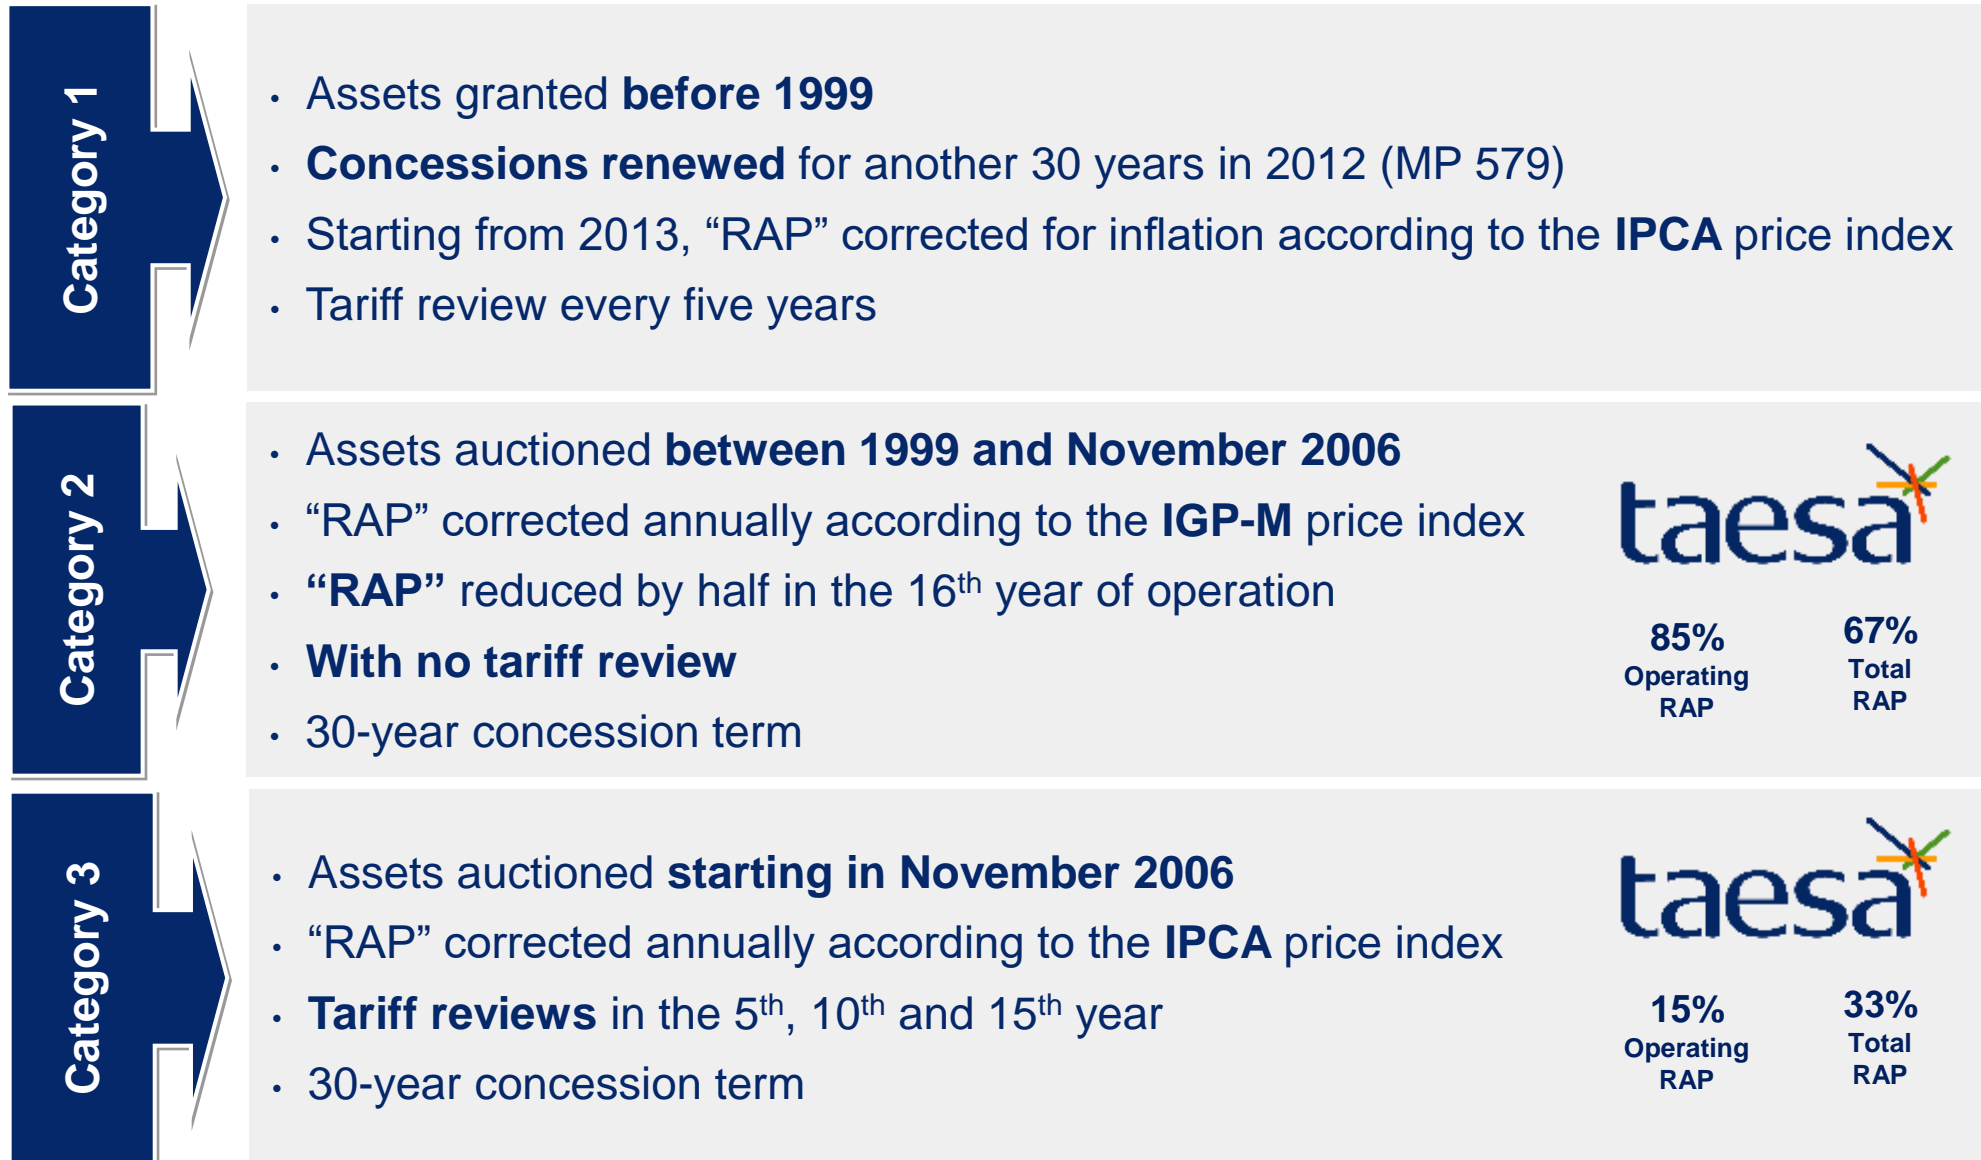 Category 1
• Assets granted before 1999
• Concessions renewed for another 30 years in 2012 (MP 579)
• Starting from 2013, “RAP” corrected for inflation according to the IPCA price index
• Tariff review every five years
Category 2
• Assets auctioned between 1999 and November 2006
• “RAP” corrected annually according to the IGP-M price index
• “RAP” reduced by half in the 16th year of operation
• With no tariff review
• 30-year concession term
taesa
85%
Operating
RAP
67%
Total
RAP
Category 3
• Assets auctioned starting in November 2006
• “RAP” corrected annually according to the IPCA price index
• Tariff reviews in the 5th, 10th and 15th year
• 30-year concession term
taesa
15%
Operating
RAP
33%
Total
RAP